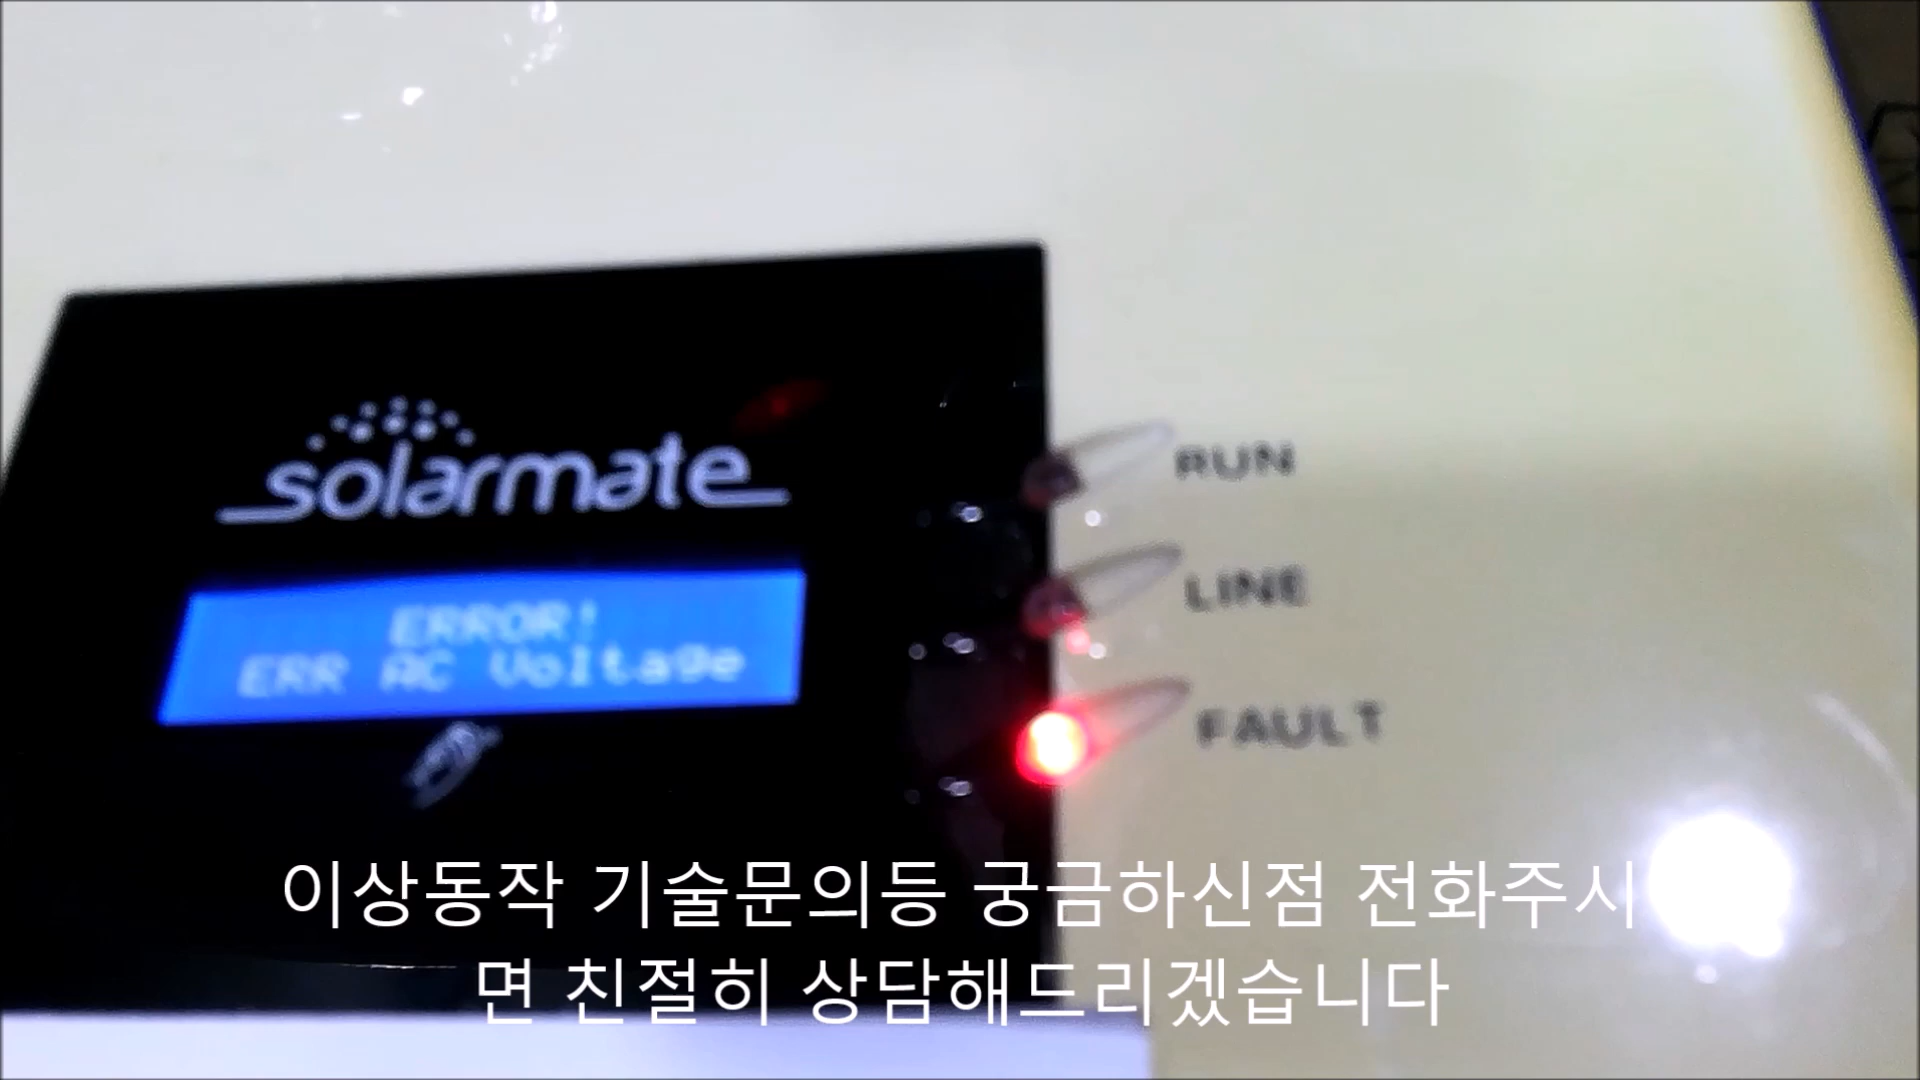 solarmate
RUN
LINE
ERROR!
ERR AC Voltage
FAULT
이상동작 기술문의등 궁금하신점 전화주시
면 친절히 상담해드리겠습니다